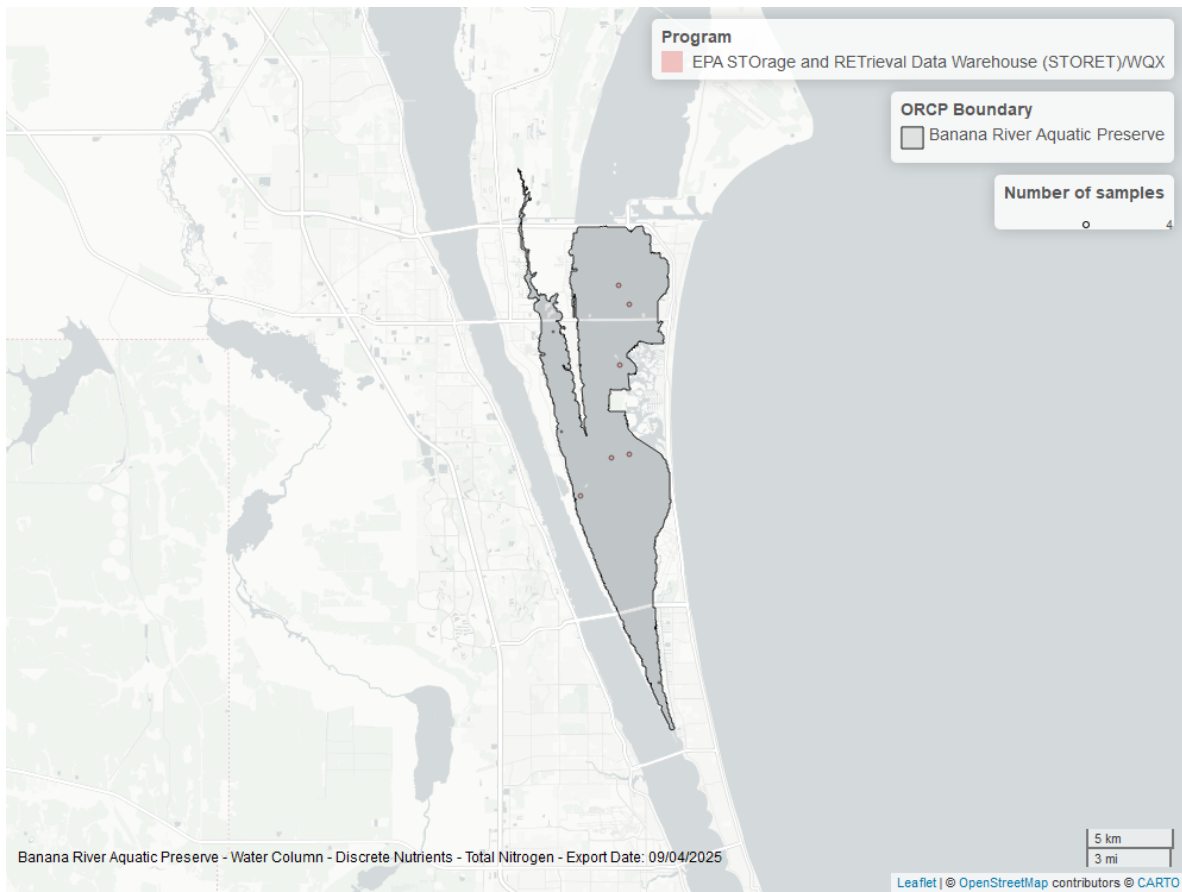 Program
EPA STOrage and RETrieval Data Warehouse (STORET)/WQX
ORCP Boundary
Banana River Aquatic Preserve
Number of samples
4
5 km
3 mi
Banana River Aquatic Preserve - Water Column - Discrete Nutrients - Total Nitrogen - Export Date: 09/04/2025
Leaflet | © OpenStreetMap contributors © CARTO